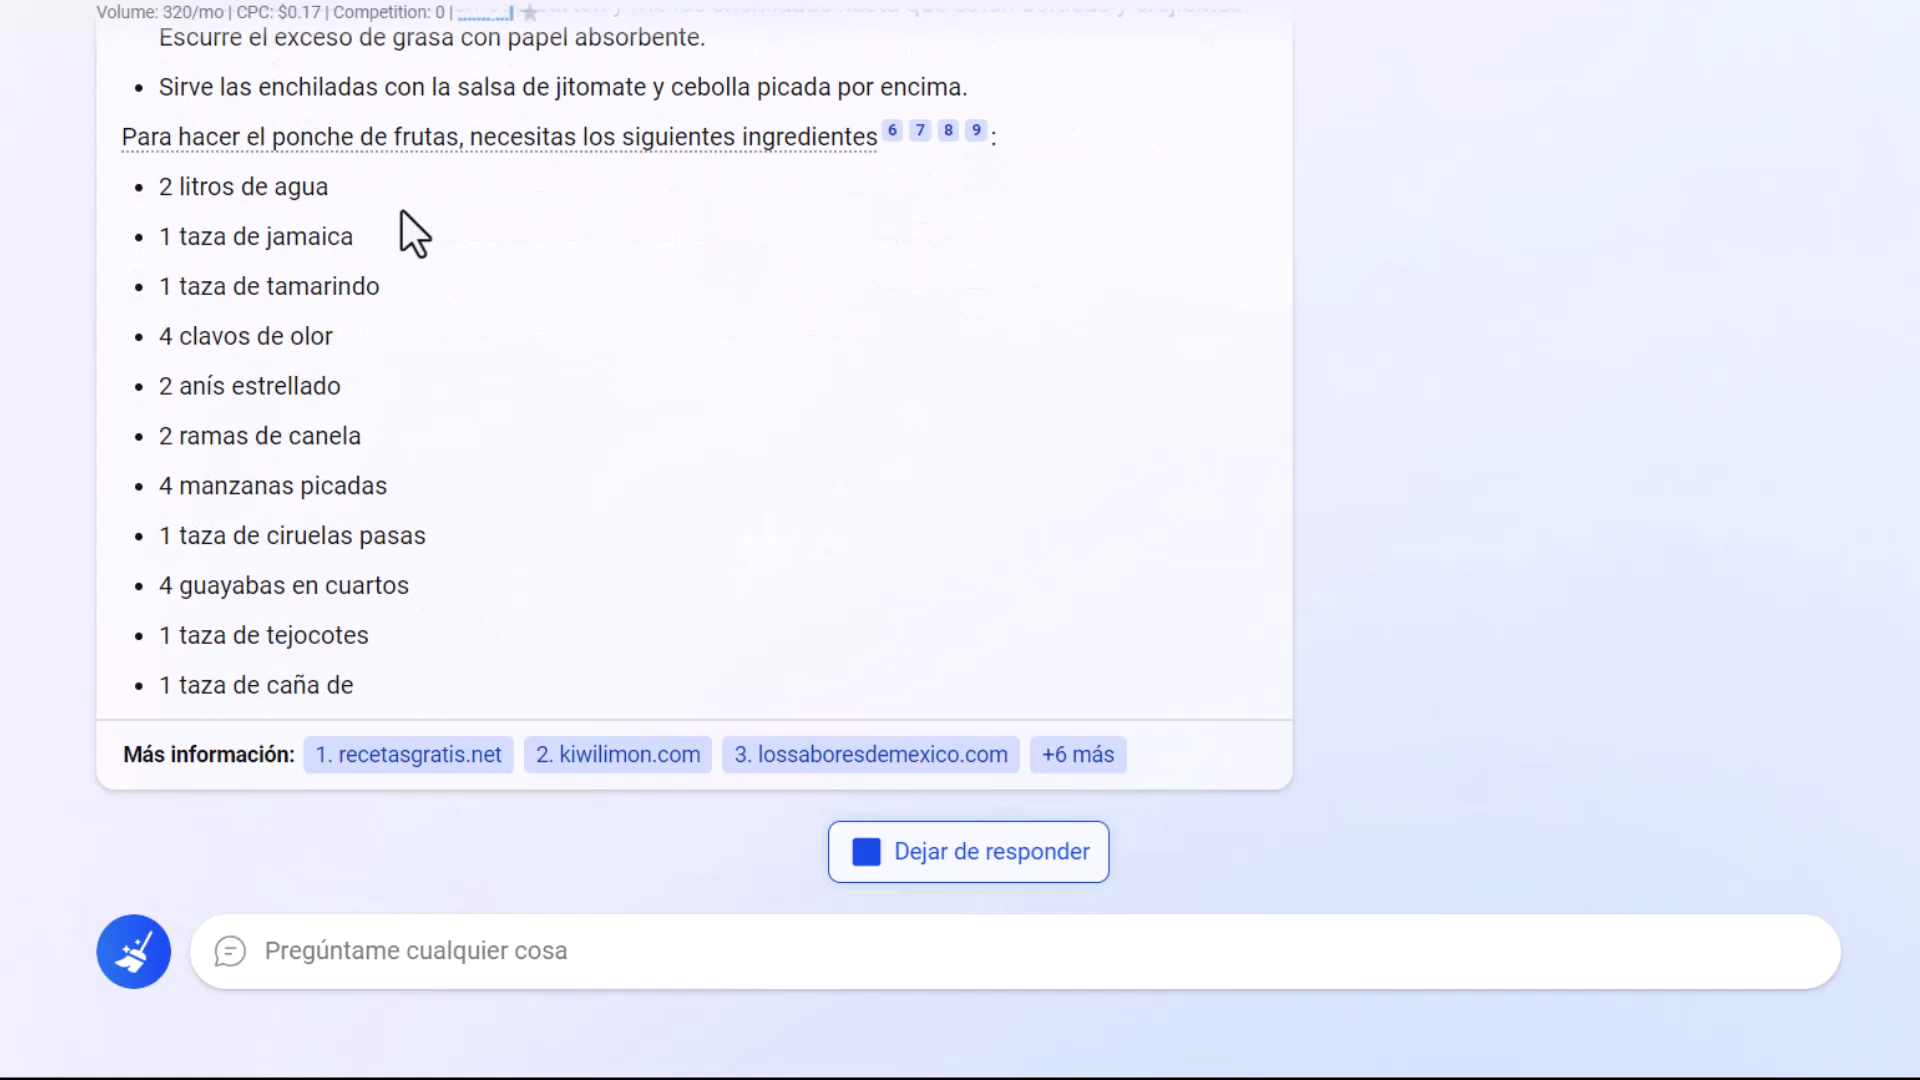 Volume: 320/mo | CPC: $0.17 | Competition: 0 |
Escurre el exceso de grasa con papel absorbente.
• Sirve las enchiladas con la salsa de jitomate y cebolla picada por encima.
Para hacer el ponche de frutas, necesitas los siguientes ingredientes 6 7 8 9 :
• 2 litros de agua
• 1 taza de jamaica
• 1 taza de tamarindo
• 4 clavos de olor
• 2 anís estrellado
• 2 ramas de canela
• 4 manzanas picadas
• 1 taza de ciruelas pasas
• 4 guayabas en cuartos
• 1 taza de tejocotes
• 1 taza de caña de
Más información: 1. recetasgratis.net 2. kiwilimon.com 3. lossaboresdemexico.com +6 más
Dejar de responder
Pregúntame cualquier cosa